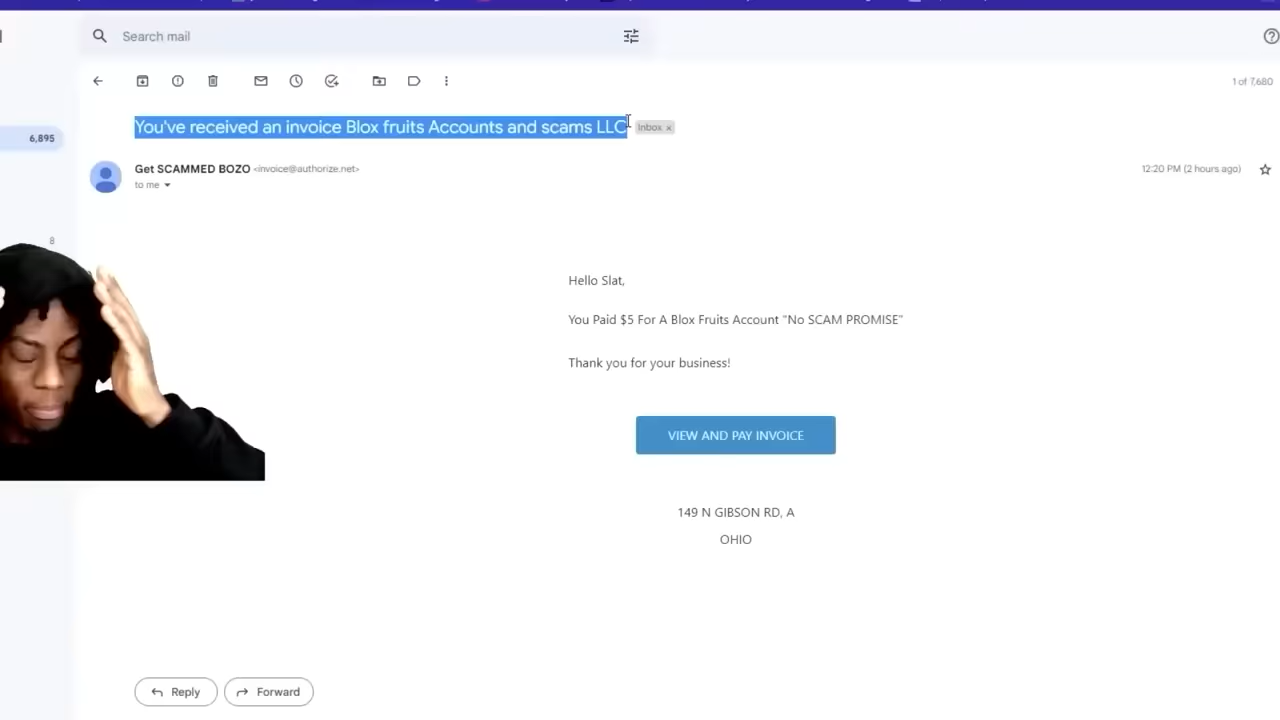 Search mail
1 of 7,680
You've received an invoice Blox fruits Accounts and scams LLC Inbox x
6,895
Get SCAMMED BOZO <invoice@authorize.net> 12:20 PM (2 hours ago)
to me
8
Hello Slat,
You Paid $5 For A Blox Fruits Account "No SCAM PROMISE"
Thank you for your business!
VIEW AND PAY INVOICE
149 N GIBSON RD, A
OHIO
Reply Forward